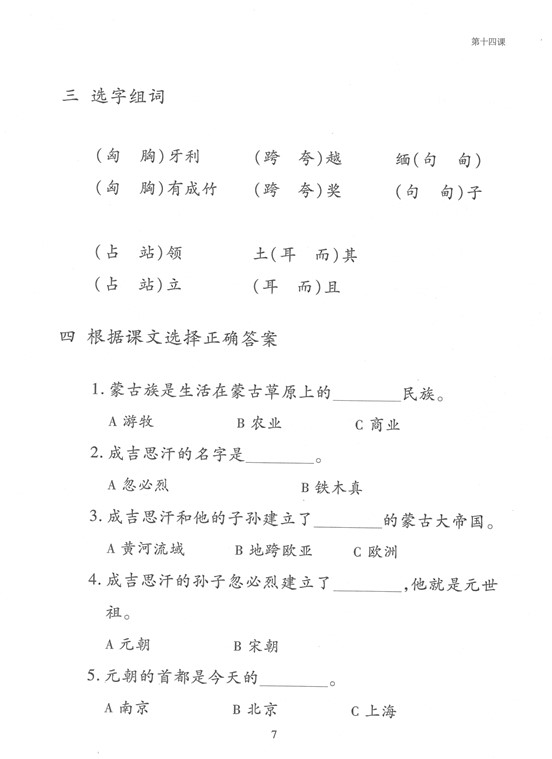 第十四课
三 选字组词
(匈 胸)牙利 (跨 夸)越 缅(句 甸)
(匈 胸)有成竹 (跨 夸)奖 (句 甸)子
(占 站)领 土(耳 而)其
(占 站)立 (耳 而)且
四 根据课文选择正确答案
1. 蒙古族是生活在蒙古草原上的________民族。
A 游牧 B 农业 C 商业
2. 成吉思汗的名字是________。
A 忽必烈 B 铁木真
3. 成吉思汗和他的子孙建立了________的蒙古大帝国。
A 黄河流域 B 地跨欧亚 C 欧洲
4. 成吉思汗的孙子忽必烈建立了________,他就是元世
祖。
A 元朝 B 宋朝
5. 元朝的首都是今天的________。
A 南京 B 北京 C 上海
7